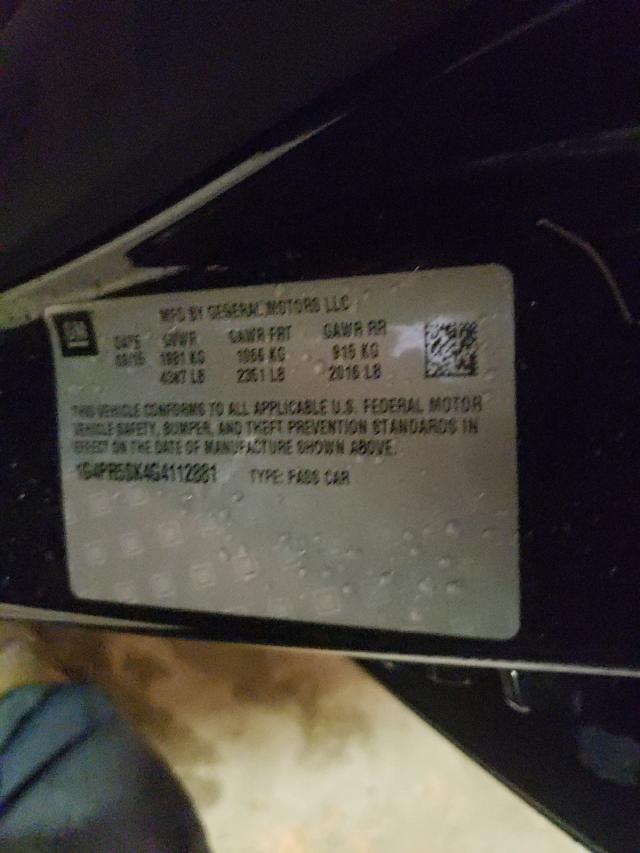 MFD BY GENERAL MOTORS LLC
GM DATE GVWR GAWR FRT GAWR RR
1981 KG 1066 KG 915 KG
4367 LB 2351 LB 2016 LB
THIS VEHICLE CONFORMS TO ALL APPLICABLE U.S. FEDERAL MOTOR
VEHICLE SAFETY, BUMPER, AND THEFT PREVENTION STANDARDS IN
EFFECT ON THE DATE OF MANUFACTURE SHOWN ABOVE.
1G4PR5SK4G4112881 TYPE: PASS CAR